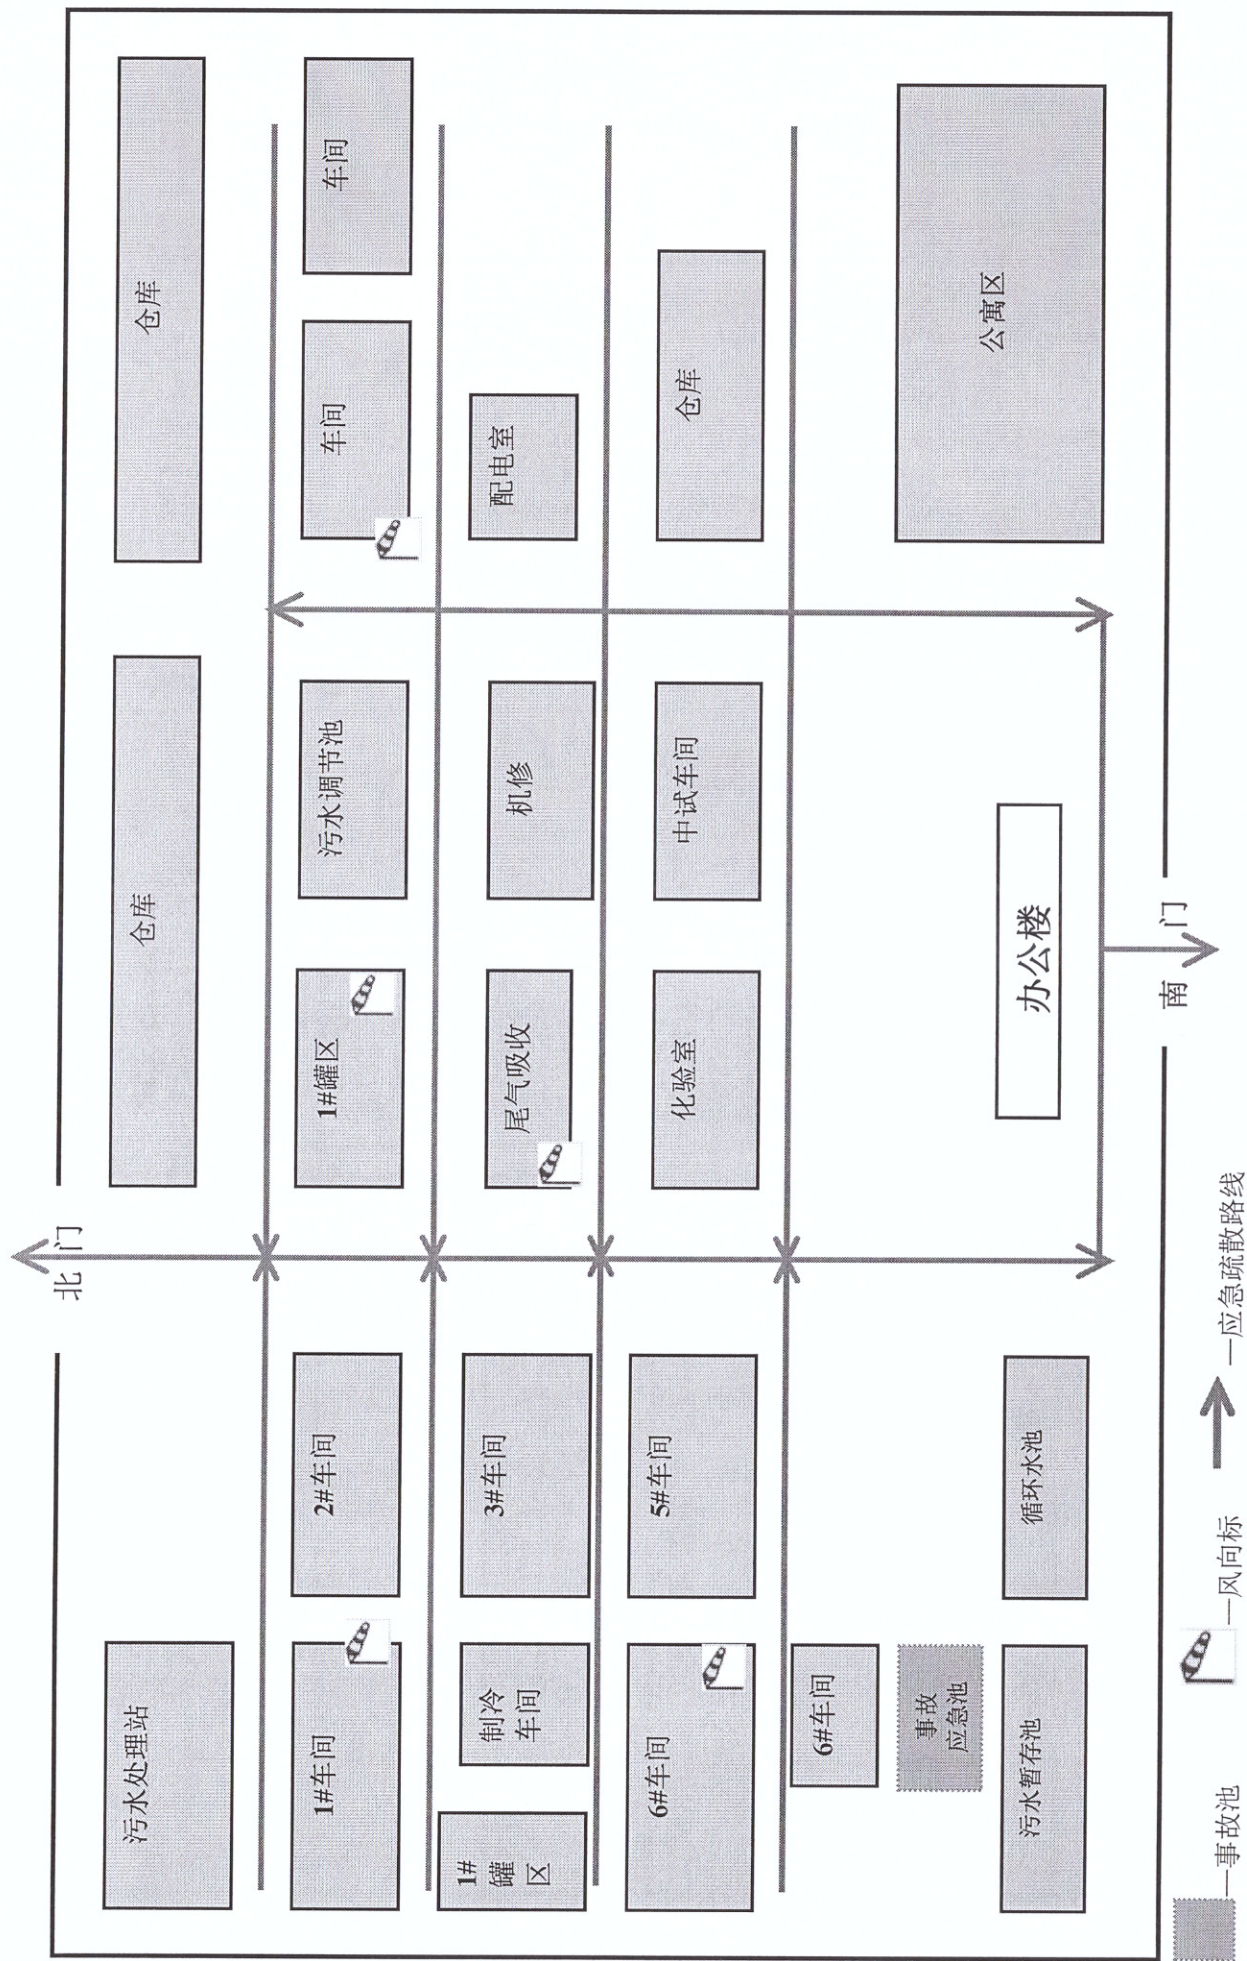 北 门
污水处理站
仓库
仓库
1#车间
2#车间
1#罐区
污水调节池
车间
车间
1#
罐
区
制冷
车间
3#车间
尾气吸收
机修
配电室
6#车间
5#车间
化验室
中试车间
仓库
6#车间
事故
应急池
公寓区
污水暂存池
循环水池
办公楼
南 门
—事故池
—风向标
—应急疏散路线